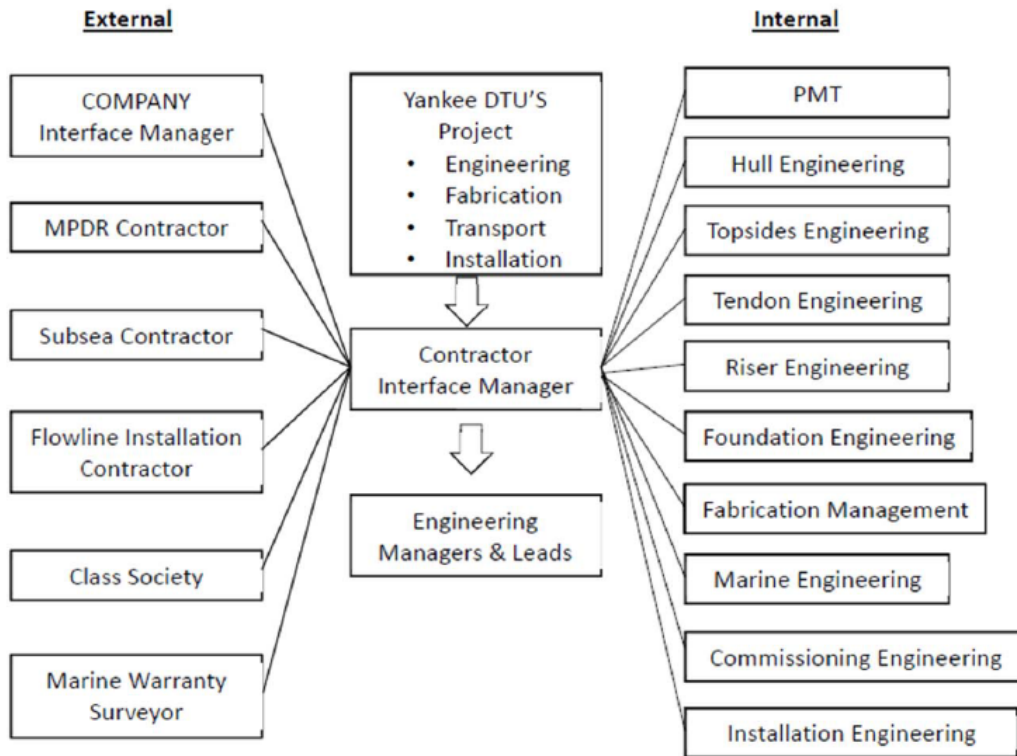 External
Internal
COMPANY
Interface Manager
MPDR Contractor
Subsea Contractor
Flowline Installation
Contractor
Class Society
Marine Warranty
Surveyor
Yankee DTU'S
Project
• Engineering
• Fabrication
• Transport
• Installation
Contractor
Interface Manager
Engineering
Managers & Leads
PMT
Hull Engineering
Topsides Engineering
Tendon Engineering
Riser Engineering
Foundation Engineering
Fabrication Management
Marine Engineering
Commissioning Engineering
Installation Engineering